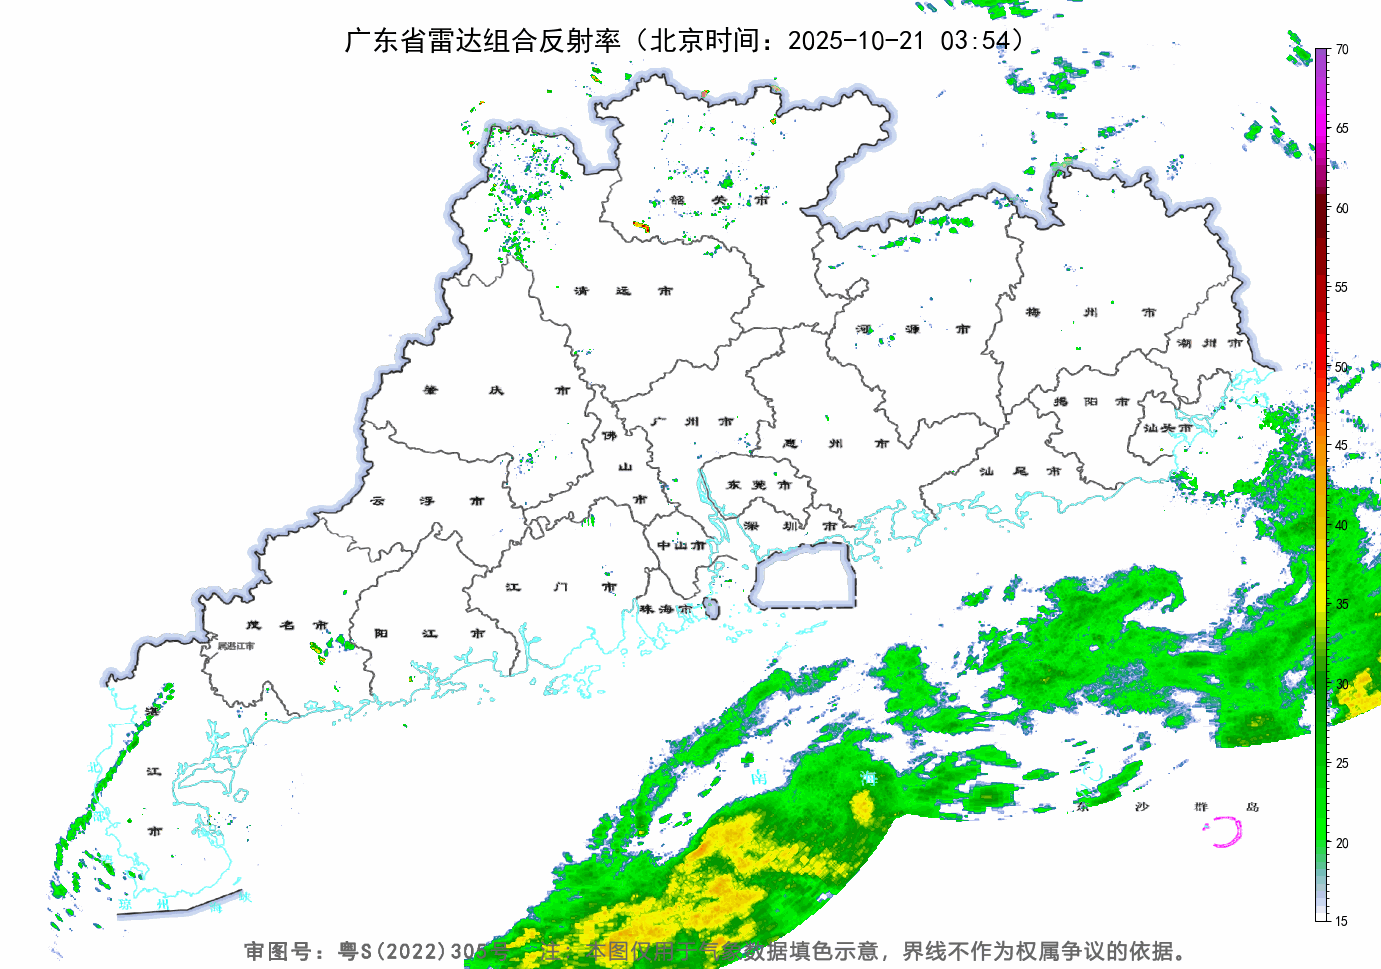 广东省雷达组合反射率（北京时间：2025-10-21 03:54）
70
65
60
55
50
45
40
35
30
25
20
15
韶关市
清远市
河源市
梅州市
潮州市
肇庆市
广州市
佛山市
惠州市
揭阳市
汕头市
汕尾市
云浮市
东莞市
深圳市
中山市
江门市
珠海市
茂名市
阳江市
属湛江市
湛江市
北部湾
南海
东沙群岛
琼州海峡
审图号：粤S(2022)305号 注：本图仅用于气象数据填色示意，界线不作为权属争议的依据。